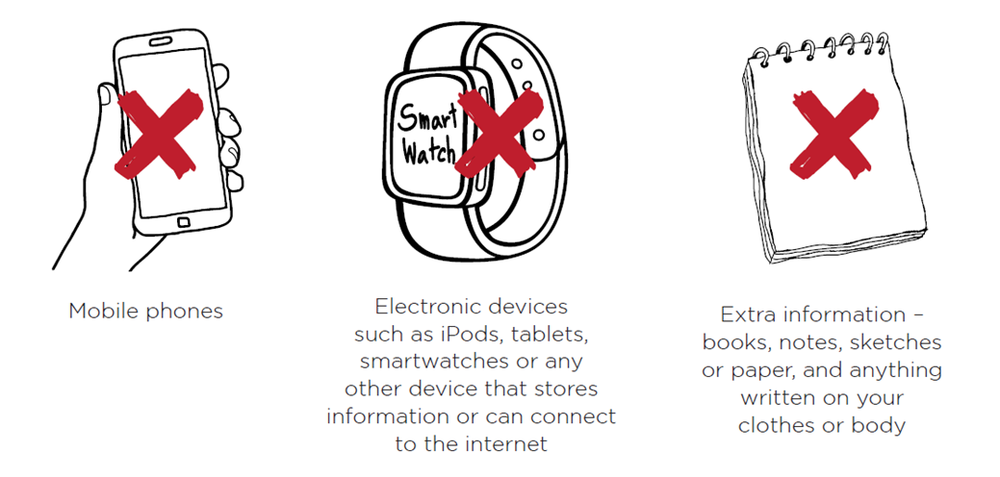 Smart
Watch
Mobile phones
Electronic devices
such as iPods, tablets,
smartwatches or any
other device that stores
information or can connect
to the internet
Extra information –
books, notes, sketches
or paper, and anything
written on your
clothes or body